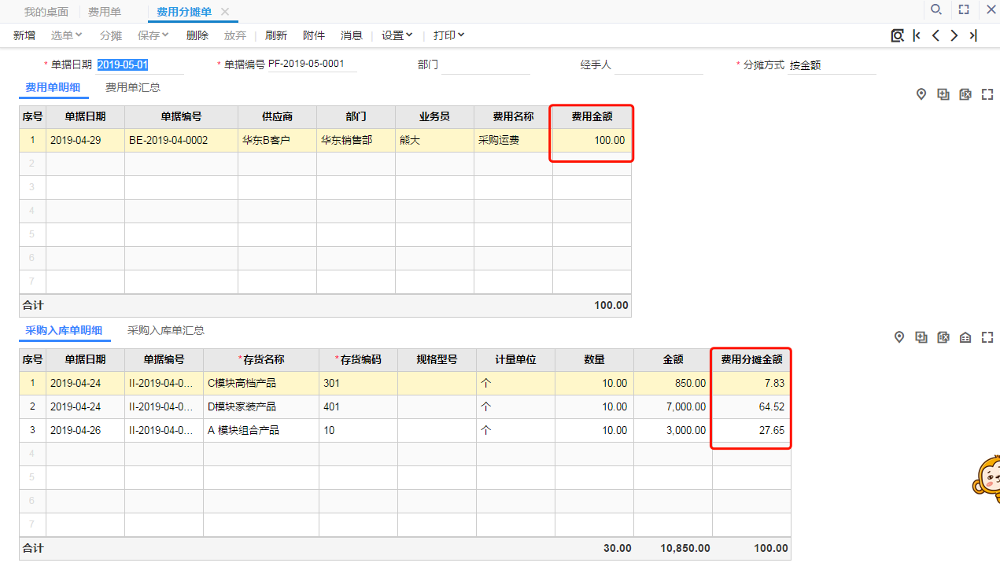 我的桌面 费用单 费用分摊单
新增 选单 分摊 保存 删除 放弃 刷新 附件 消息 设置 打印
* 单据日期 2019-05-01 * 单据编号 PF-2019-05-0001 部门 经手人 * 分摊方式 按金额
费用单明细 费用单汇总
序号 单据日期 单据编号 供应商 部门 业务员 费用名称 费用金额
1 2019-04-29 BE-2019-04-0002 华东B客户 华东销售部 熊大 采购运费 100.00
2
3
4
5
6
7
合计 100.00
采购入库单明细 采购入库单汇总
序号 单据日期 单据编号 *存货名称 *存货编码 规格型号 计量单位 数量 金额 费用分摊金额
1 2019-04-24 II-2019-04-0... C模块高档产品 301 个 10.00 850.00 7.83
2 2019-04-24 II-2019-04-0... D模块家装产品 401 个 10.00 7,000.00 64.52
3 2019-04-26 II-2019-04-0... A 模块组合产品 10 个 10.00 3,000.00 27.65
4
5
6
7
合计 30.00 10,850.00 100.00